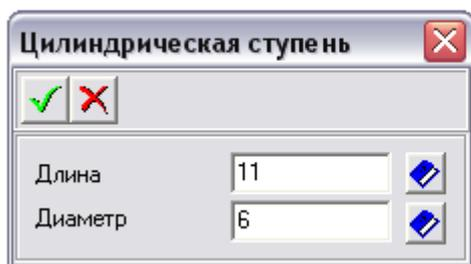 Цилиндрическая ступень
Длина 11
Диаметр 6